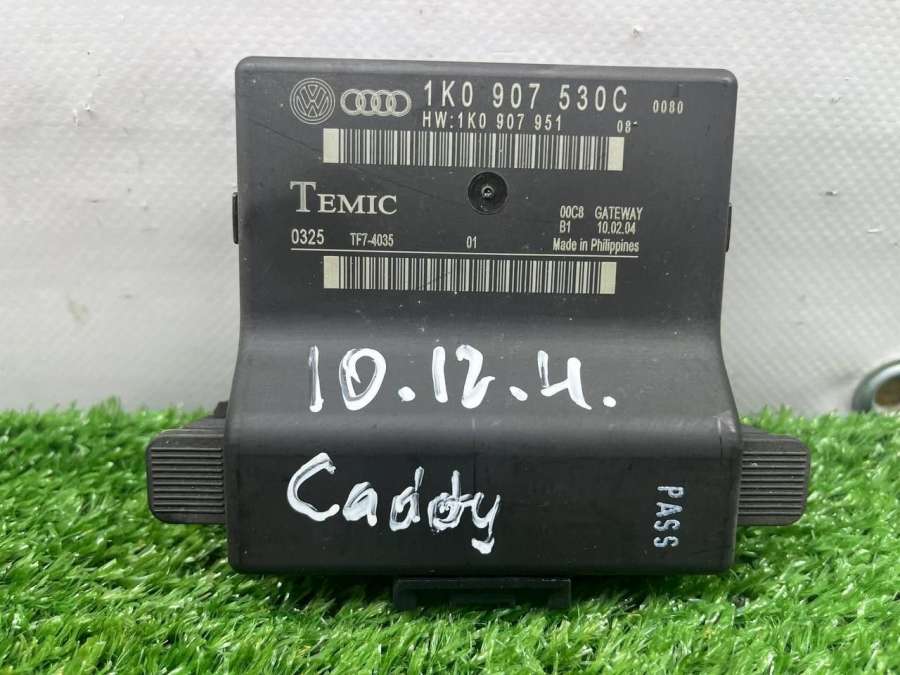 1K0 907 530C 0080
HW:1K0 907 951 08
TEMIC
00C8 GATEWAY
B1 10.02.04
0325 TF7-4035 01 Made in Philippines
10.12.ч.
Caddy
PASS